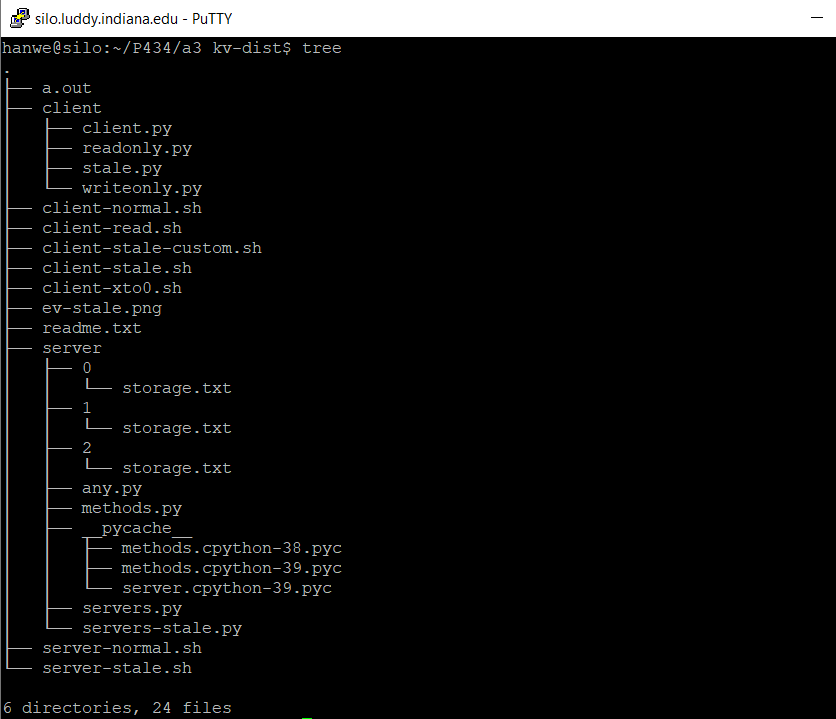 silo.luddy.indiana.edu - PuTTY
hanwe@silo:~/P434/a3 kv-dist$ tree
.
├── a.out
├── client
│   ├── client.py
│   ├── readonly.py
│   ├── stale.py
│   └── writeonly.py
├── client-normal.sh
├── client-read.sh
├── client-stale-custom.sh
├── client-stale.sh
├── client-xto0.sh
├── ev-stale.png
├── readme.txt
├── server
│   ├── 0
│   │   └── storage.txt
│   ├── 1
│   │   └── storage.txt
│   ├── 2
│   │   └── storage.txt
│   ├── any.py
│   ├── methods.py
│   ├── __pycache__
│   │   ├── methods.cpython-38.pyc
│   │   ├── methods.cpython-39.pyc
│   │   └── server.cpython-39.pyc
│   ├── servers.py
│   └── servers-stale.py
├── server-normal.sh
└── server-stale.sh

6 directories, 24 files